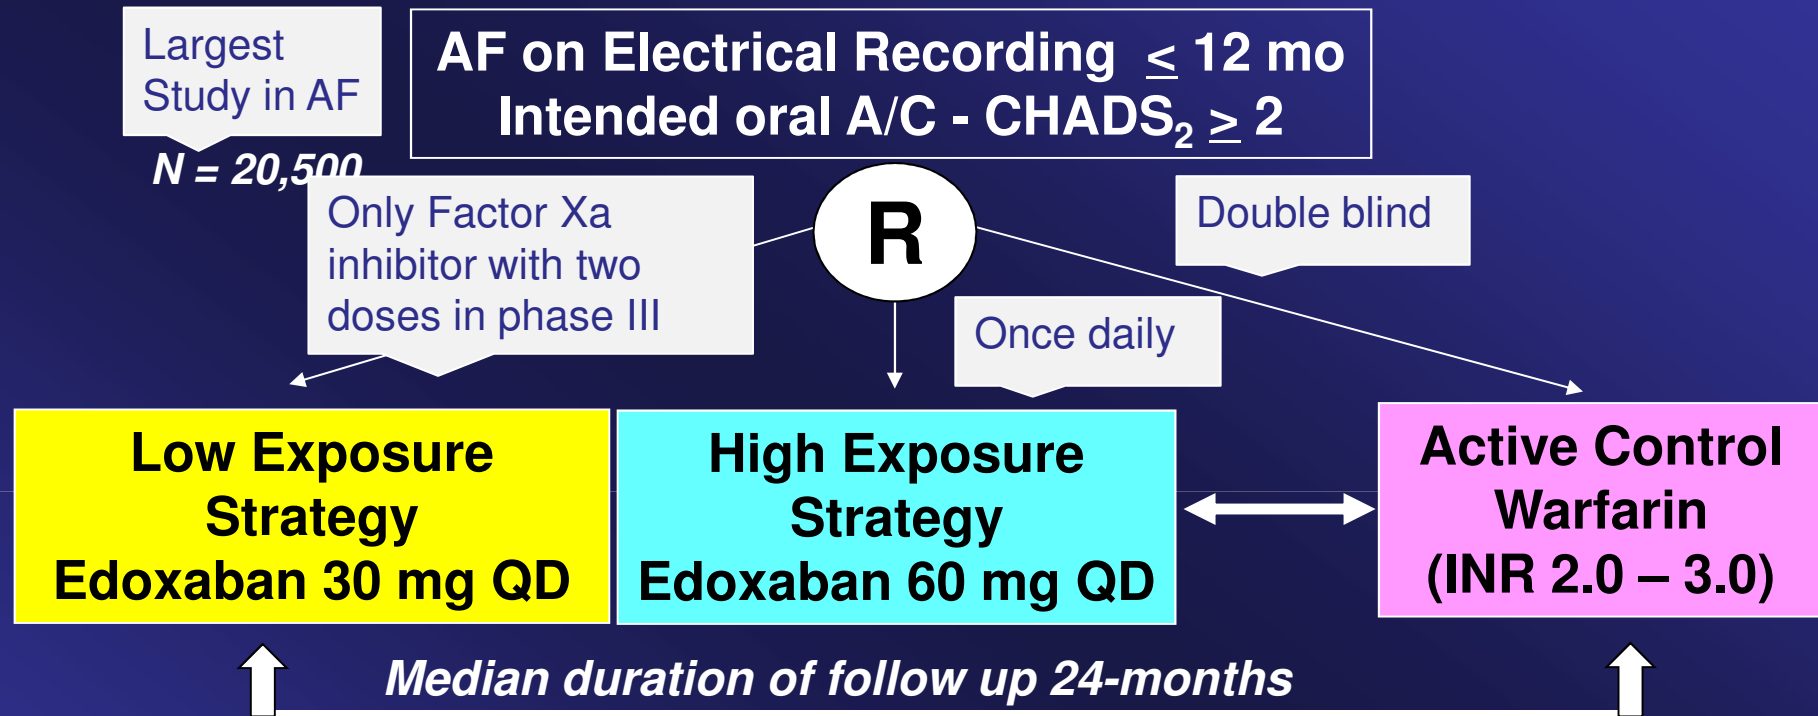 Largest
Study in AF
AF on Electrical Recording ≤ 12 mo
Intended oral A/C - CHADS₂ ≥ 2
N = 20,500
Only Factor Xa
inhibitor with two
doses in phase III
R
Double blind
Once daily
Low Exposure
Strategy
Edoxaban 30 mg QD
High Exposure
Strategy
Edoxaban 60 mg QD
Active Control
Warfarin
(INR 2.0 – 3.0)
Median duration of follow up 24-months